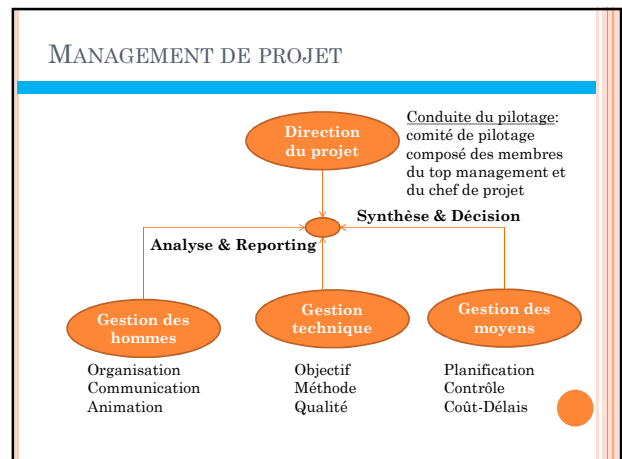 MANAGEMENT DE PROJET
Direction
du projet
Conduite du pilotage:
comité de pilotage
composé des membres
du top management et
du chef de projet
Synthèse & Décision
Analyse & Reporting
Gestion des
hommes
Gestion
technique
Gestion des
moyens
Organisation
Communication
Animation
Objectif
Méthode
Qualité
Planification
Contrôle
Coût-Délais